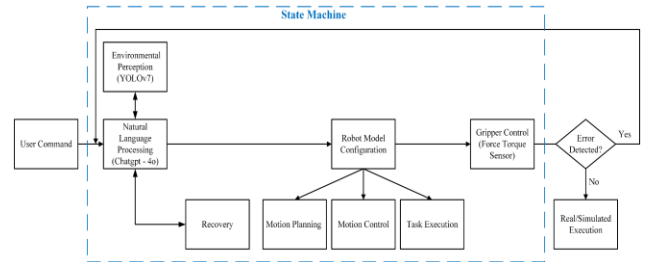 State Machine
Environmental
Perception
(YOLOv7)
User Command
Natural
Language
Processing
(Chatgpt - 4o)
Robot Model
Configuration
Gripper Control
(Force Torque
Sensor)
Error
Detected?
Yes
No
Recovery
Motion Planning
Motion Control
Task Execution
Real/Simulated
Execution